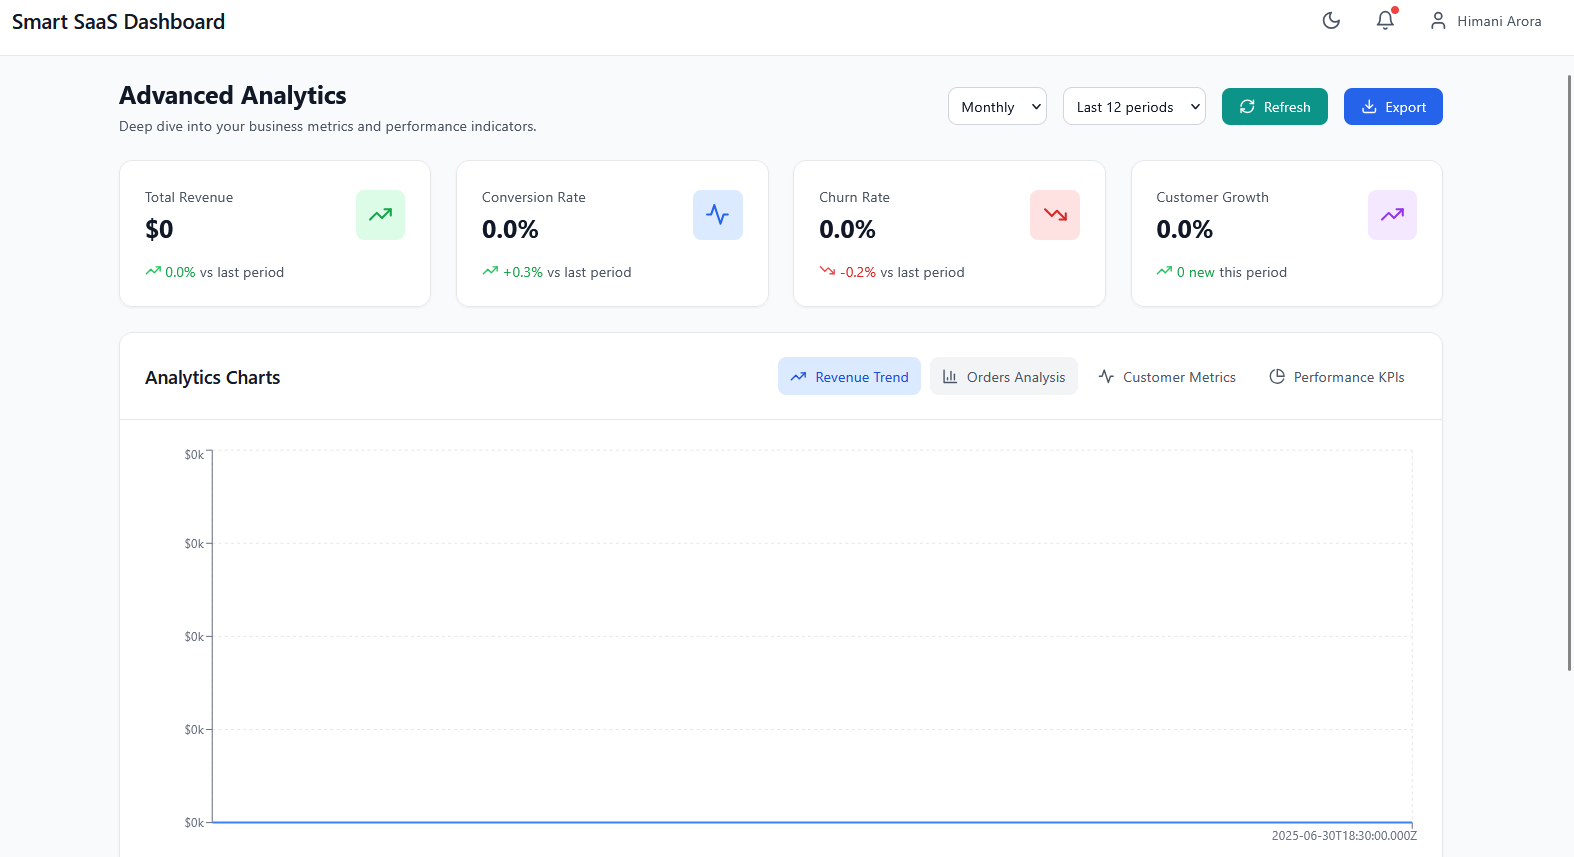 Smart SaaS Dashboard
Himani Arora
Advanced Analytics
Deep dive into your business metrics and performance indicators.
Monthly
Last 12 periods
Refresh
Export
Total Revenue
$0
0.0% vs last period
Conversion Rate
0.0%
+0.3% vs last period
Churn Rate
0.0%
-0.2% vs last period
Customer Growth
0.0%
0 new this period
Analytics Charts
Revenue Trend
Orders Analysis
Customer Metrics
Performance KPIs
$0k
$0k
$0k
$0k
$0k
2025-06-30T18:30:00.000Z